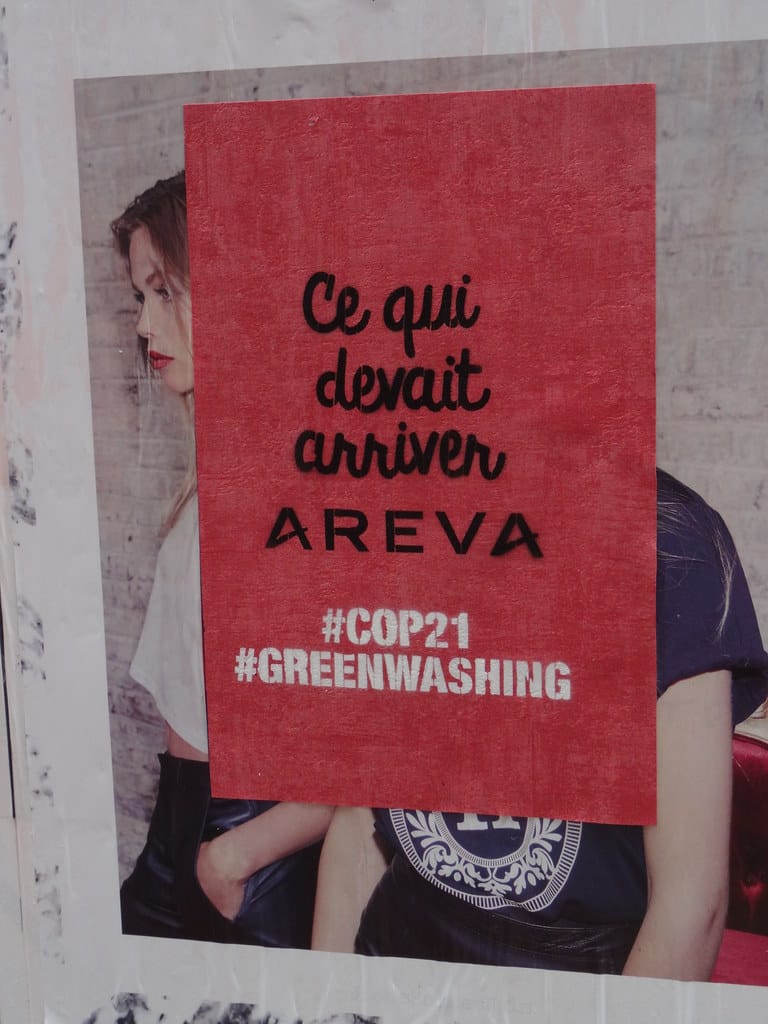 Ce qui
devait
arriver
AREVA
#COP21
#GREENWASHING